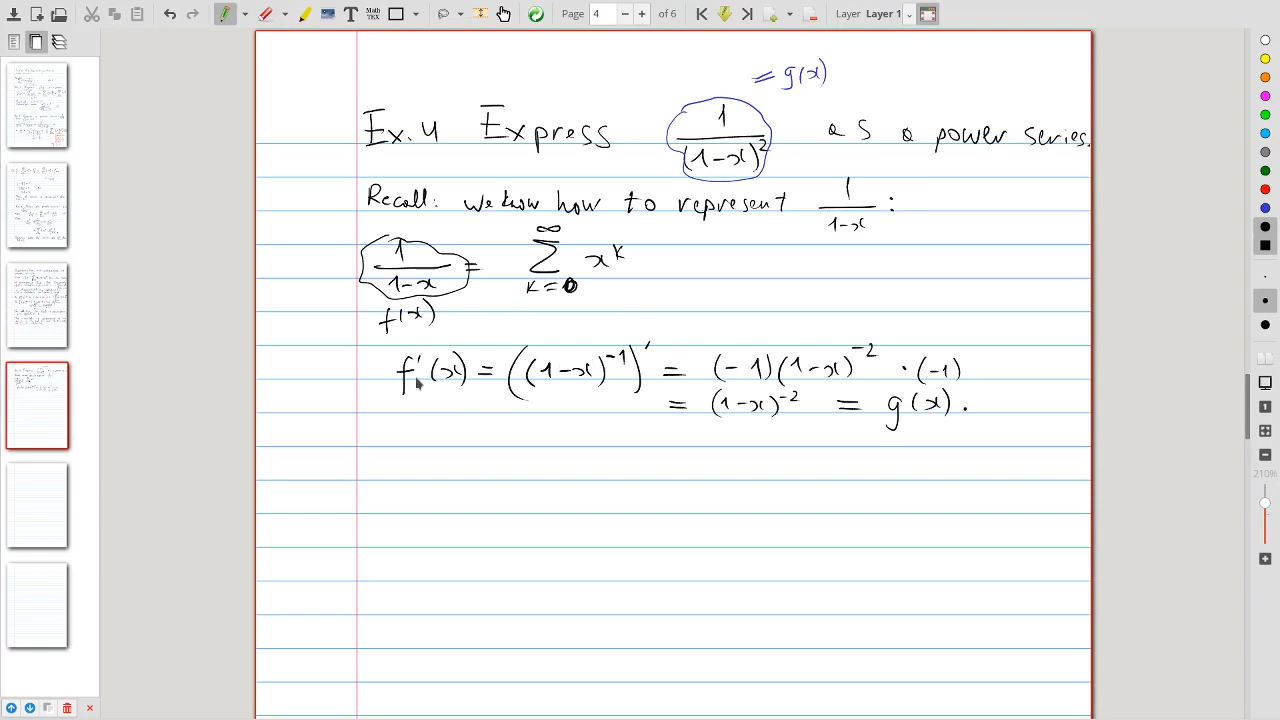 Page 4 of 6 Layer Layer 1
= g(x)
Ex. 4 Express 1/(1-x)² as a power series.
Recall: we know how to represent 1/(1-x) :
1/(1-x) = ∑_{k=0}^{∞} x^k
f(x)
f'(x) = ((1-x)^{-1})' = (-1)(1-x)^{-2} · (-1)
= (1-x)^{-2} = g(x).
210%